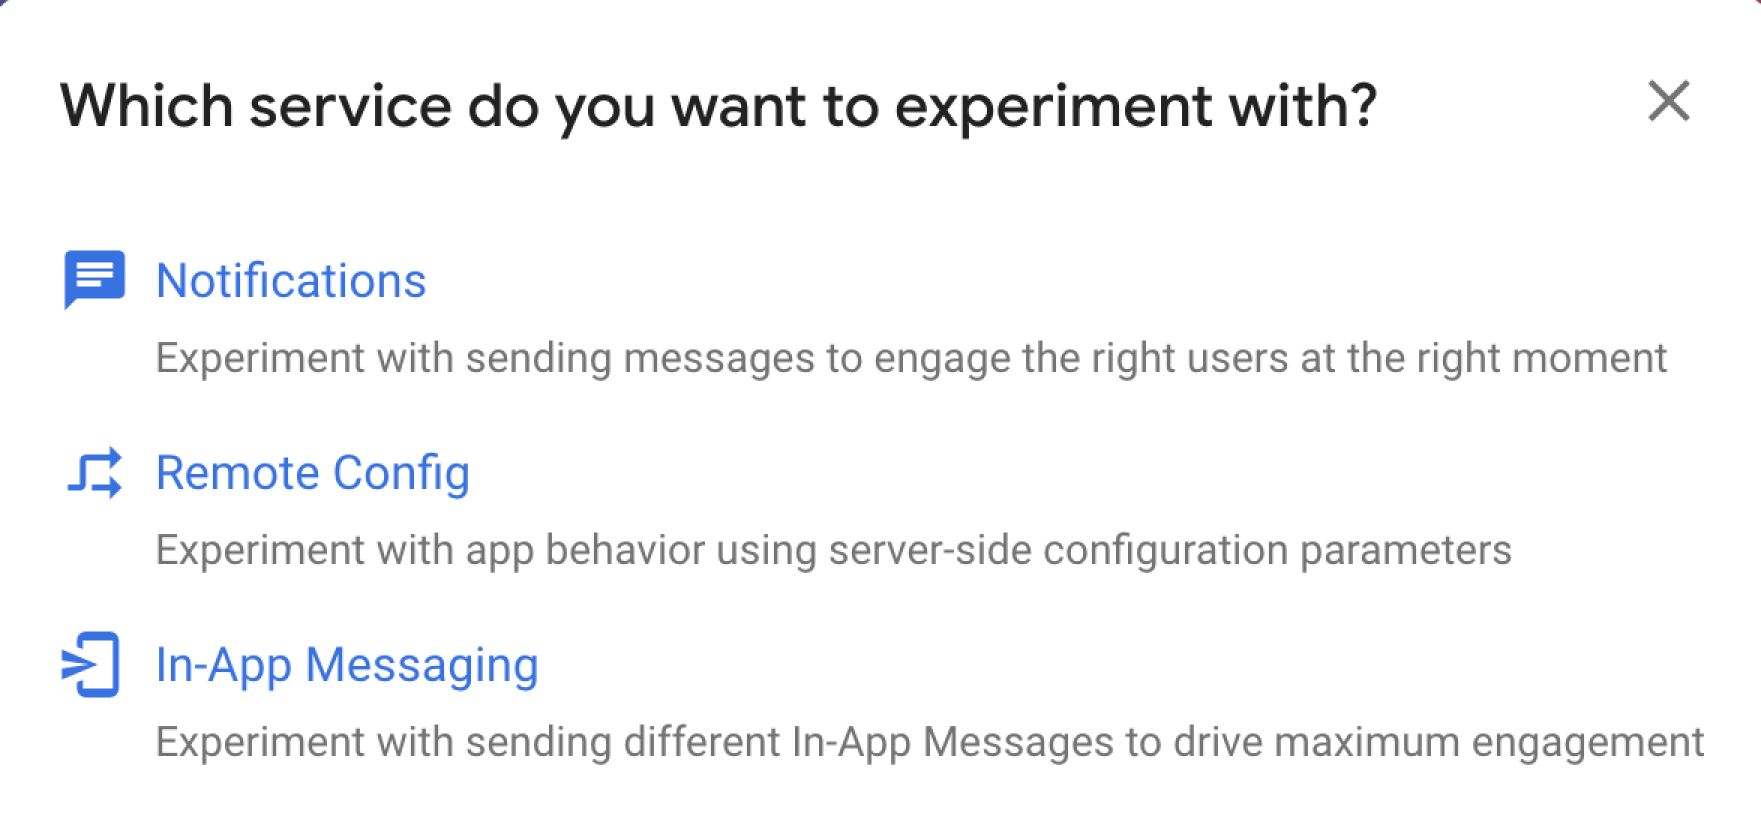 Which service do you want to experiment with?
Notifications
Experiment with sending messages to engage the right users at the right moment
Remote Config
Experiment with app behavior using server-side configuration parameters
In-App Messaging
Experiment with sending different In-App Messages to drive maximum engagement